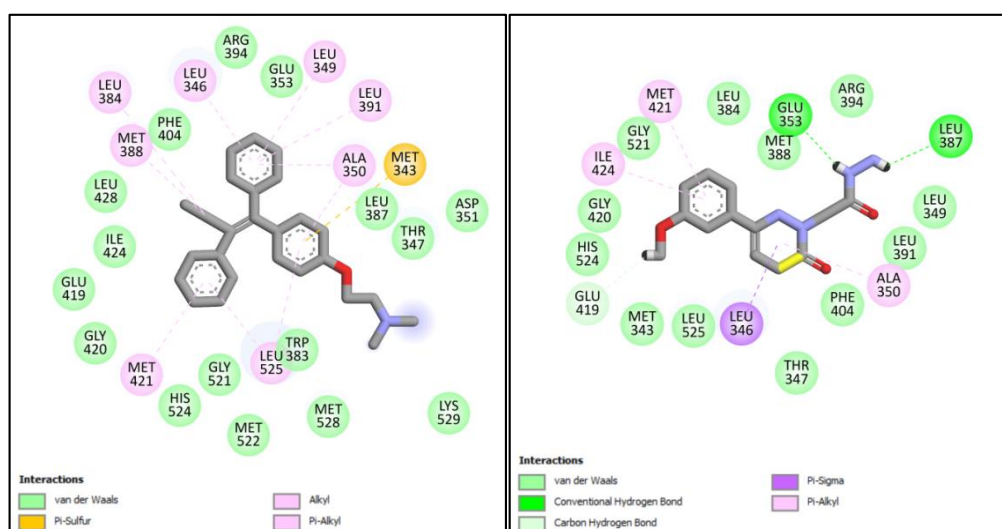 ARG
394
LEU
349
LEU
346
GLU
353
LEU
384
LEU
391
PHE
404
MET
388
ALA
350
MET
343
LEU
428
LEU
387
ASP
351
THR
347
ILE
424
GLU
419
GLY
420
TRP
383
LEU
525
MET
421
GLY
521
HIS
524
MET
528
LYS
529
MET
522
Interactions
van der Waals
Pi-Sulfur
Alkyl
Pi-Alkyl
MET
421
LEU
384
GLU
353
ARG
394
GLY
521
MET
388
LEU
387
ILE
424
GLY
420
LEU
349
HIS
524
LEU
391
GLU
419
ALA
350
MET
343
LEU
525
LEU
346
PHE
404
THR
347
Interactions
van der Waals
Conventional Hydrogen Bond
Carbon Hydrogen Bond
Pi-Sigma
Pi-Alkyl